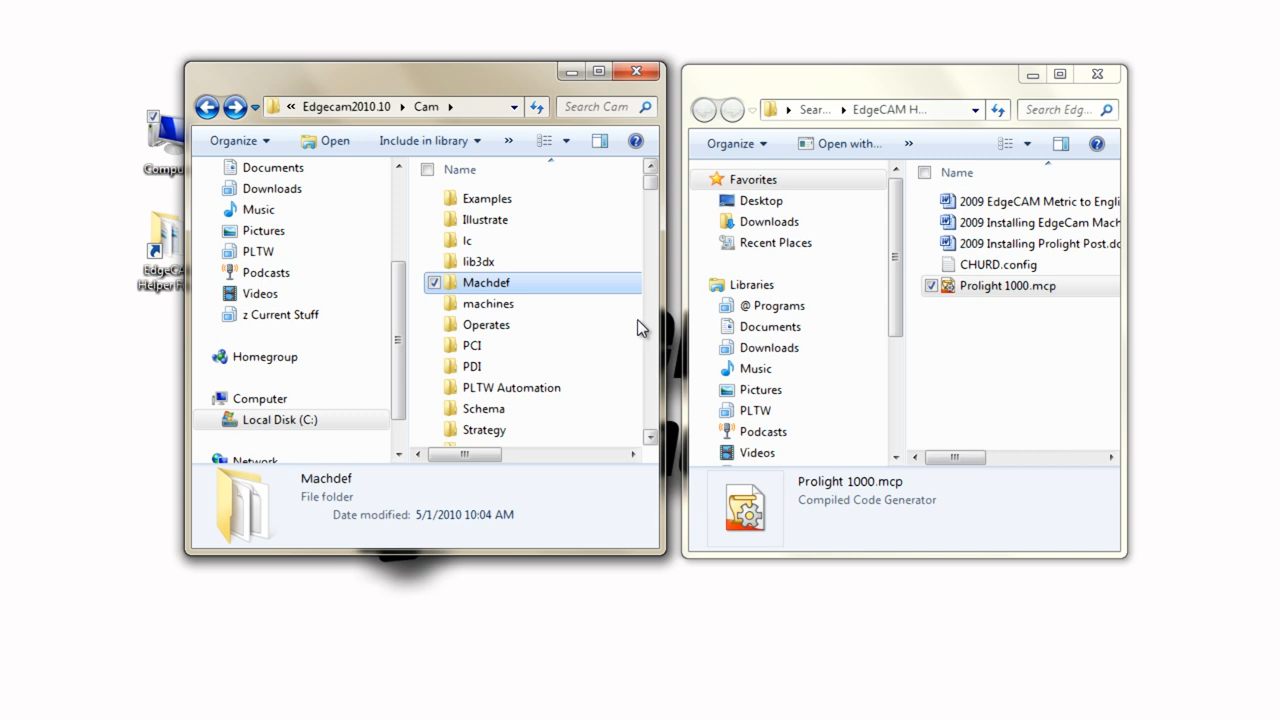 Compu
EdgeCA
Helper F
Edgecam2010.10
Cam
Search Cam
Organize
Open
Include in library
»
Documents
Downloads
Music
Pictures
PLTW
Podcasts
Videos
z Current Stuff
Homegroup
Computer
Local Disk (C:)
Network
Name
Examples
Illustrate
lc
lib3dx
Machdef
machines
Operates
PCI
PDI
PLTW Automation
Schema
Strategy
Machdef
File folder
Date modified: 5/1/2010 10:04 AM
Sear...
EdgeCAM H...
Search Edg...
Organize
Open with...
»
Favorites
Desktop
Downloads
Recent Places
Libraries
@ Programs
Documents
Downloads
Music
Pictures
PLTW
Podcasts
Videos
Name
2009 EdgeCAM Metric to Engli
2009 Installing EdgeCam Mach
2009 Installing Prolight Post.do
CHURD.config
Prolight 1000.mcp
Prolight 1000.mcp
Compiled Code Generator